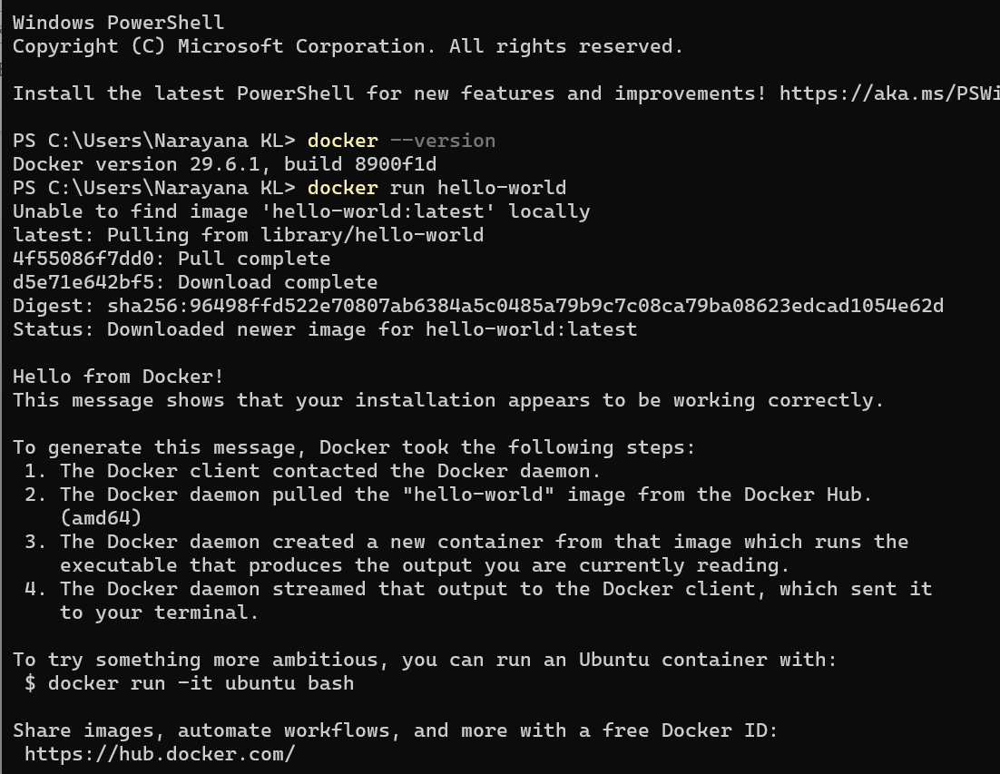 Windows PowerShell
Copyright (C) Microsoft Corporation. All rights reserved.
Install the latest PowerShell for new features and improvements! https://aka.ms/PSWi
PS C:\Users\Narayana KL> docker --version
Docker version 29.6.1, build 8900f1d
PS C:\Users\Narayana KL> docker run hello-world
Unable to find image 'hello-world:latest' locally
latest: Pulling from library/hello-world
4f55086f7dd0: Pull complete
d5e71e642bf5: Download complete
Digest: sha256:96498ffd522e70807ab6384a5c0485a79b9c7c08ca79ba08623edcad1054e62d
Status: Downloaded newer image for hello-world:latest
Hello from Docker!
This message shows that your installation appears to be working correctly.
To generate this message, Docker took the following steps:
1. The Docker client contacted the Docker daemon.
2. The Docker daemon pulled the "hello-world" image from the Docker Hub.
(amd64)
3. The Docker daemon created a new container from that image which runs the
executable that produces the output you are currently reading.
4. The Docker daemon streamed that output to the Docker client, which sent it
to your terminal.
To try something more ambitious, you can run an Ubuntu container with:
$ docker run -it ubuntu bash
Share images, automate workflows, and more with a free Docker ID:
https://hub.docker.com/